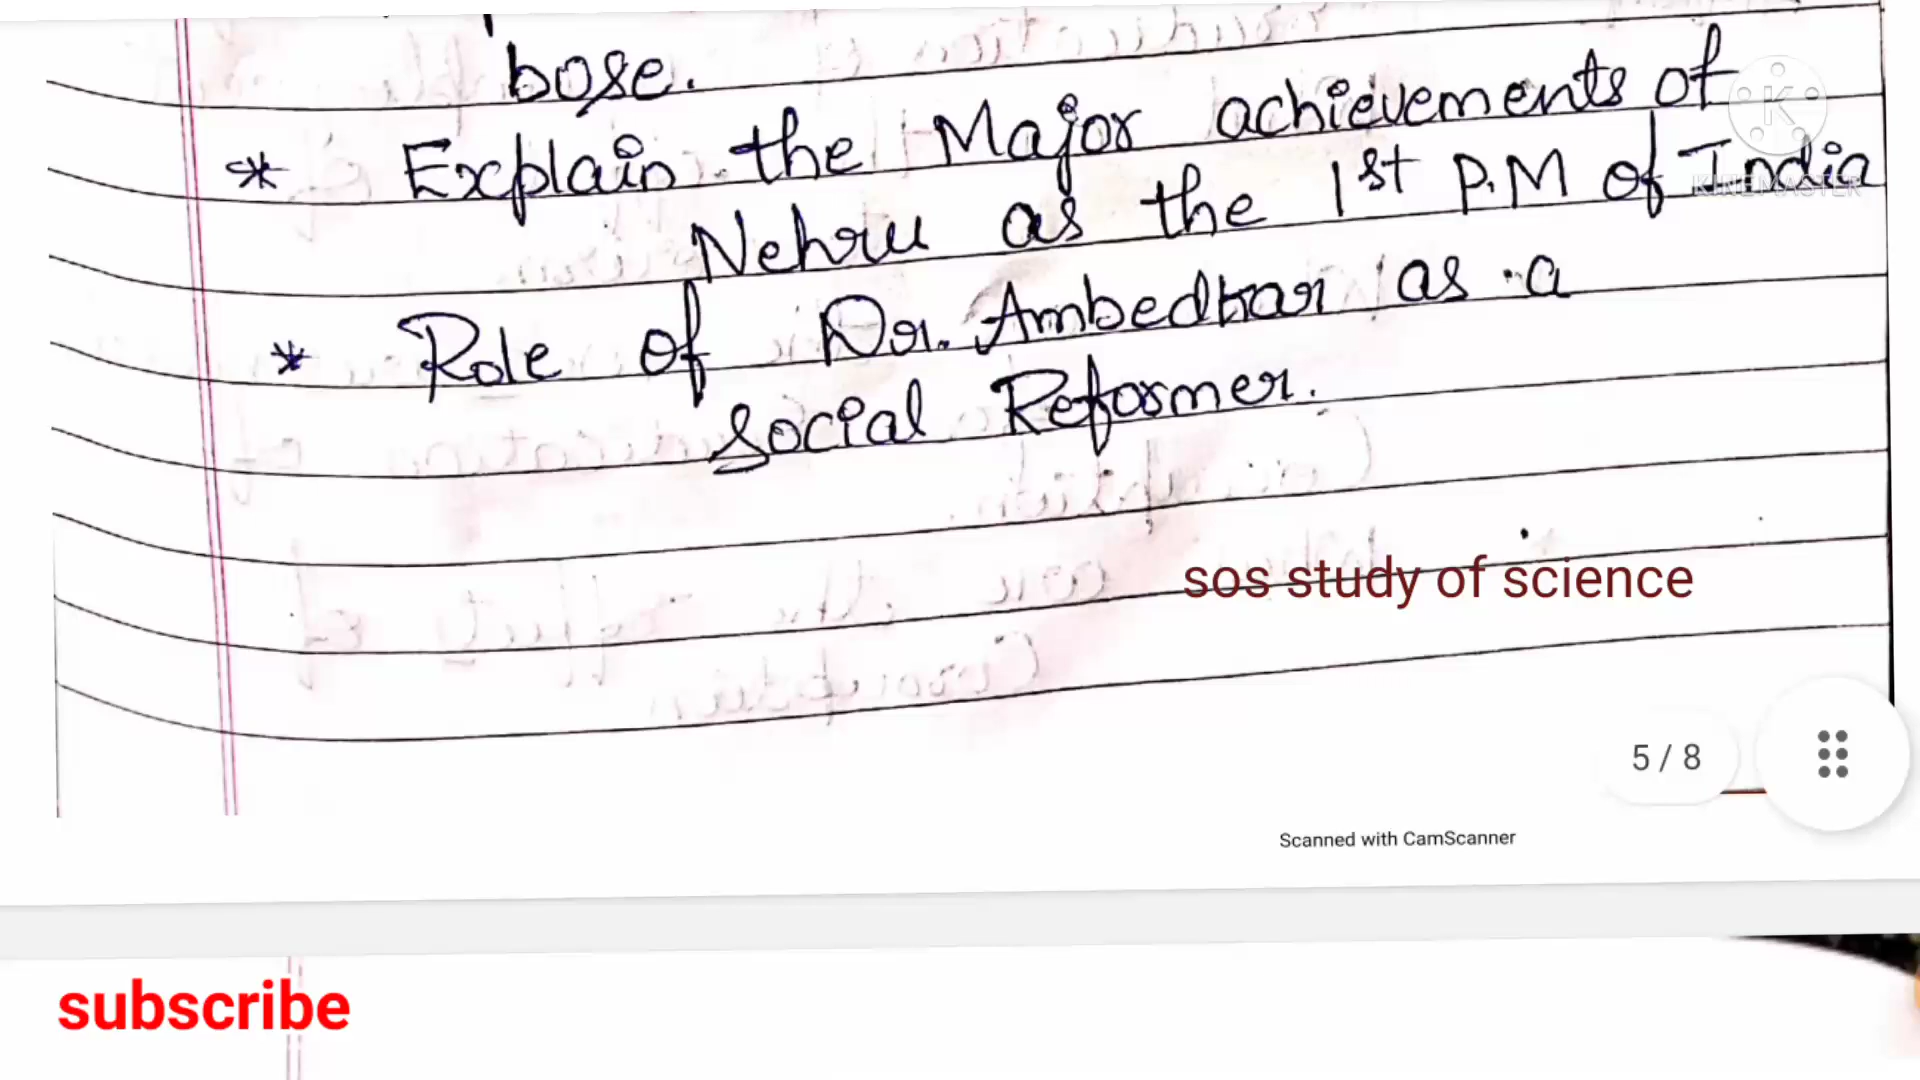 bose.
* Explain the Major achievements of
Nehru as the 1st P.M of India
* Role of Dr. Ambedkar as a
social Reformer.
sos study of science
5 / 8
Scanned with CamScanner
subscribe
K
KINEMASTER